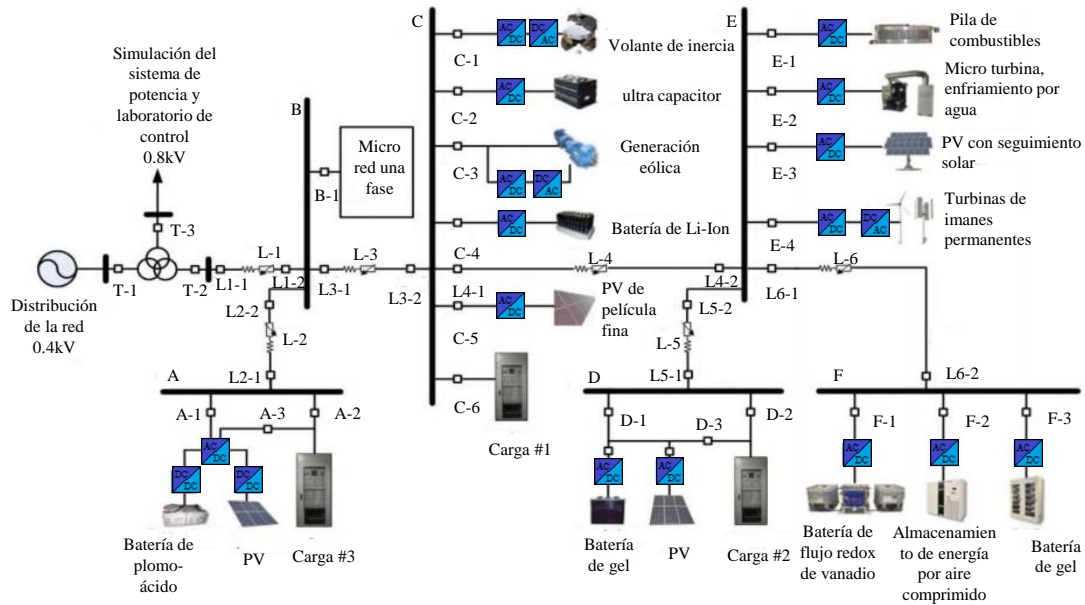 Simulación del
sistema de
potencia y
laboratorio de
control
0.8kV
T-3
T-1
T-2
Distribución
de la red
0.4kV
L1-1
L-1
L1-2
L2-2
L-2
L2-1
B
B-1
Micro
red una
fase
L3-1
L-3
L3-2
C
C-1
AC
DC
DC
AC
Volante de inercia
C-2
AC
DC
ultra capacitor
C-3
AC
DC
DC
AC
Generación
eólica
C-4
AC
DC
Batería de Li-Ion
L4-1
L-4
L4-2
C-5
AC
DC
PV de
película
fina
C-6
Carga #1
E
E-1
AC
DC
Pila de
combustibles
E-2
AC
DC
Micro turbina,
enfriamiento por
agua
E-3
AC
DC
PV con seguimiento
solar
E-4
AC
DC
DC
AC
Turbinas de
imanes
permanentes
L6-1
L-6
L6-2
L5-2
L-5
L5-1
A
A-1
A-3
A-2
AC
DC
DC
DC
DC
DC
Batería de
plomo-
ácido
PV
Carga #3
D
D-1
D-3
D-2
AC
DC
AC
DC
Batería
de gel
PV
Carga #2
F
F-1
F-2
F-3
AC
DC
AC
DC
AC
DC
Batería de
flujo redox
de vanadio
Almacenamien
to de energía
por aire
comprimido
Batería
de gel